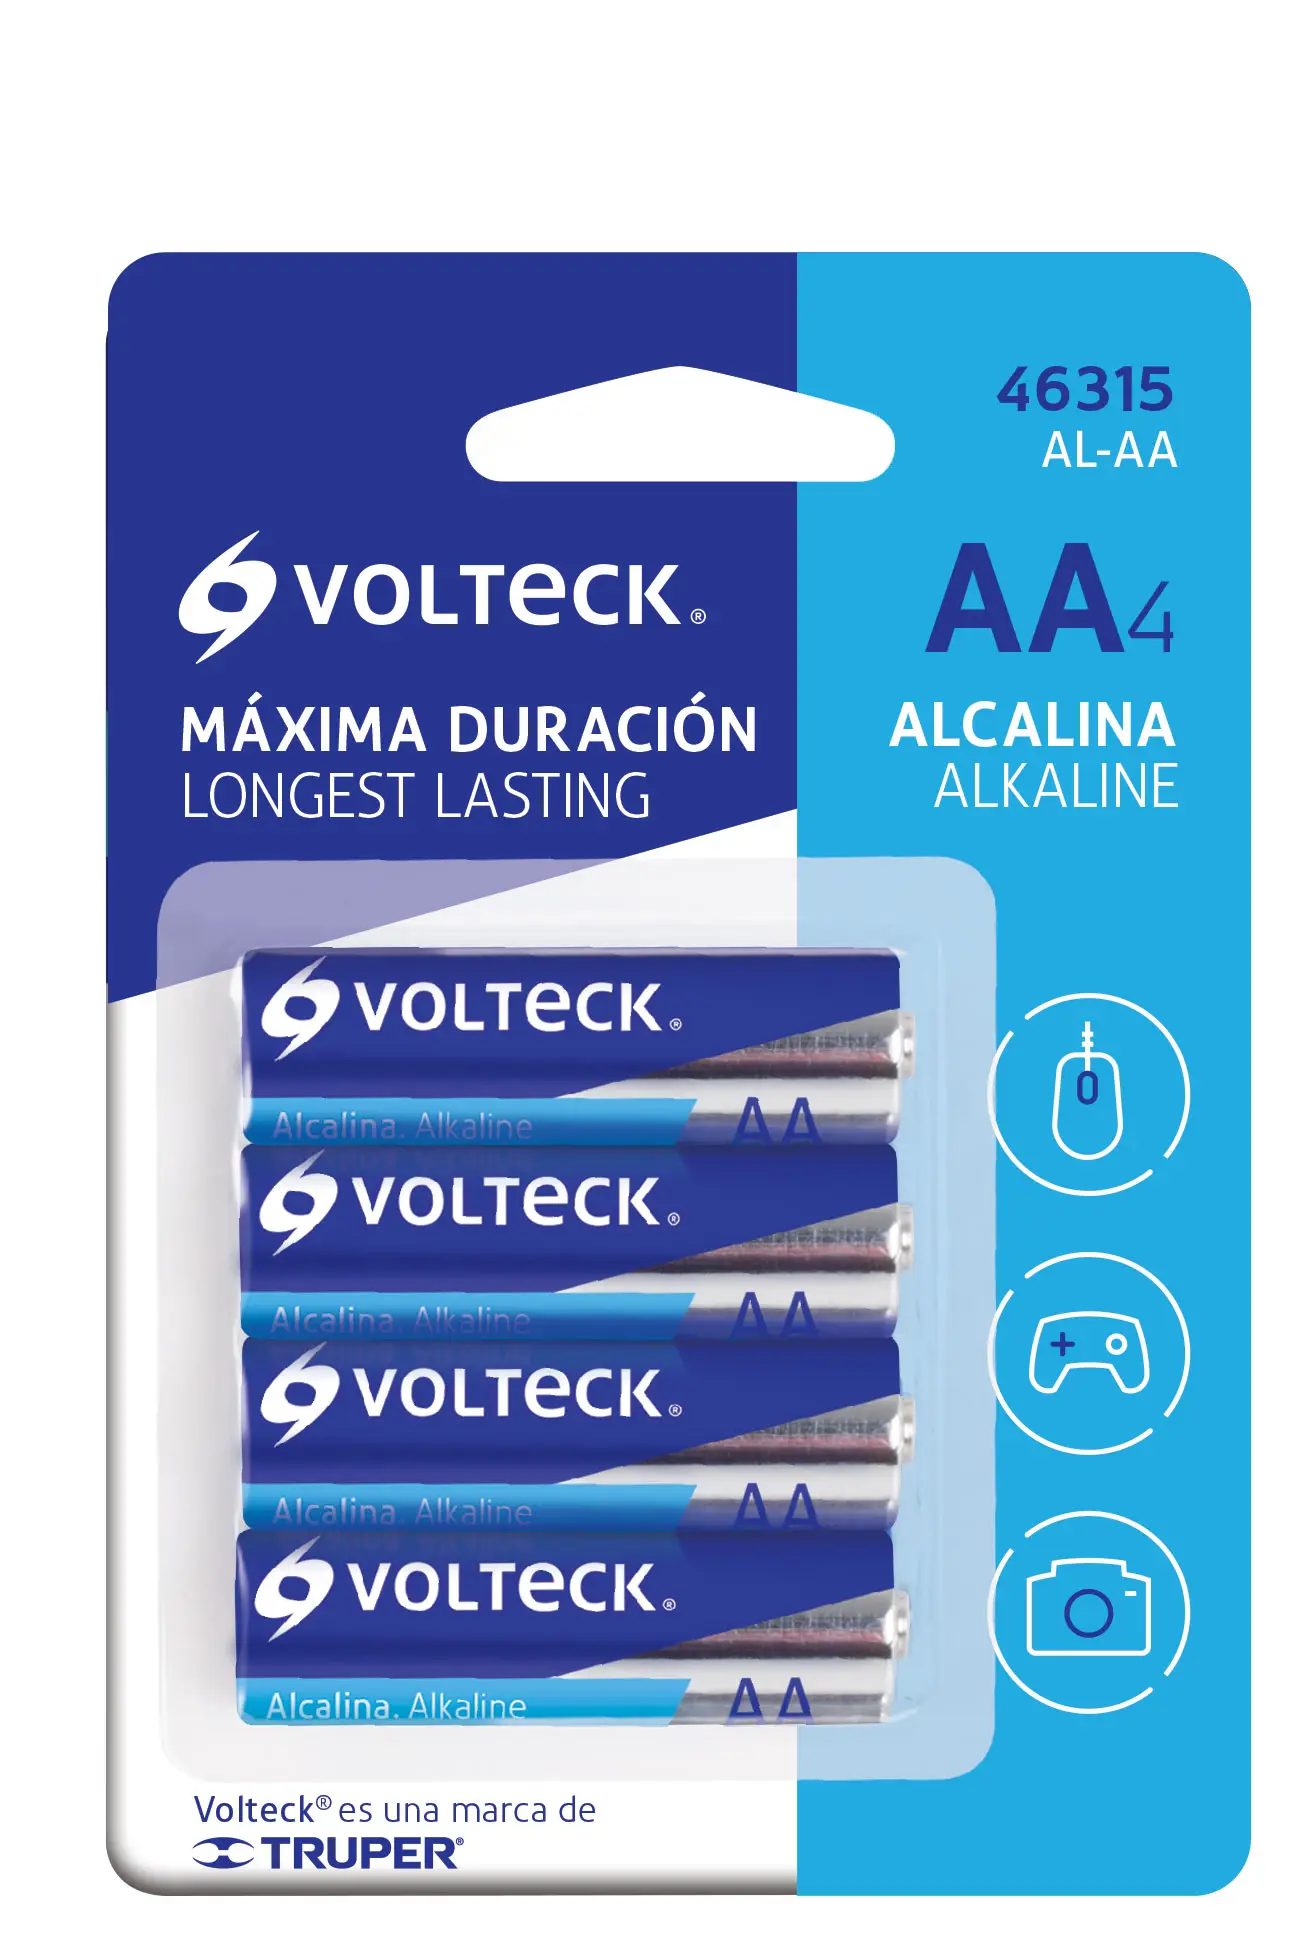 46315
AL-AA
VOLTECK®
AA4
MÁXIMA DURACIÓN
LONGEST LASTING
ALCALINA
ALKALINE
VOLTECK®
Alcalina. Alkaline
AA
VOLTECK®
Alcalina. Alkaline
AA
VOLTECK®
Alcalina. Alkaline
AA
VOLTECK®
Alcalina. Alkaline
AA
Volteck® es una marca de
TRUPER®